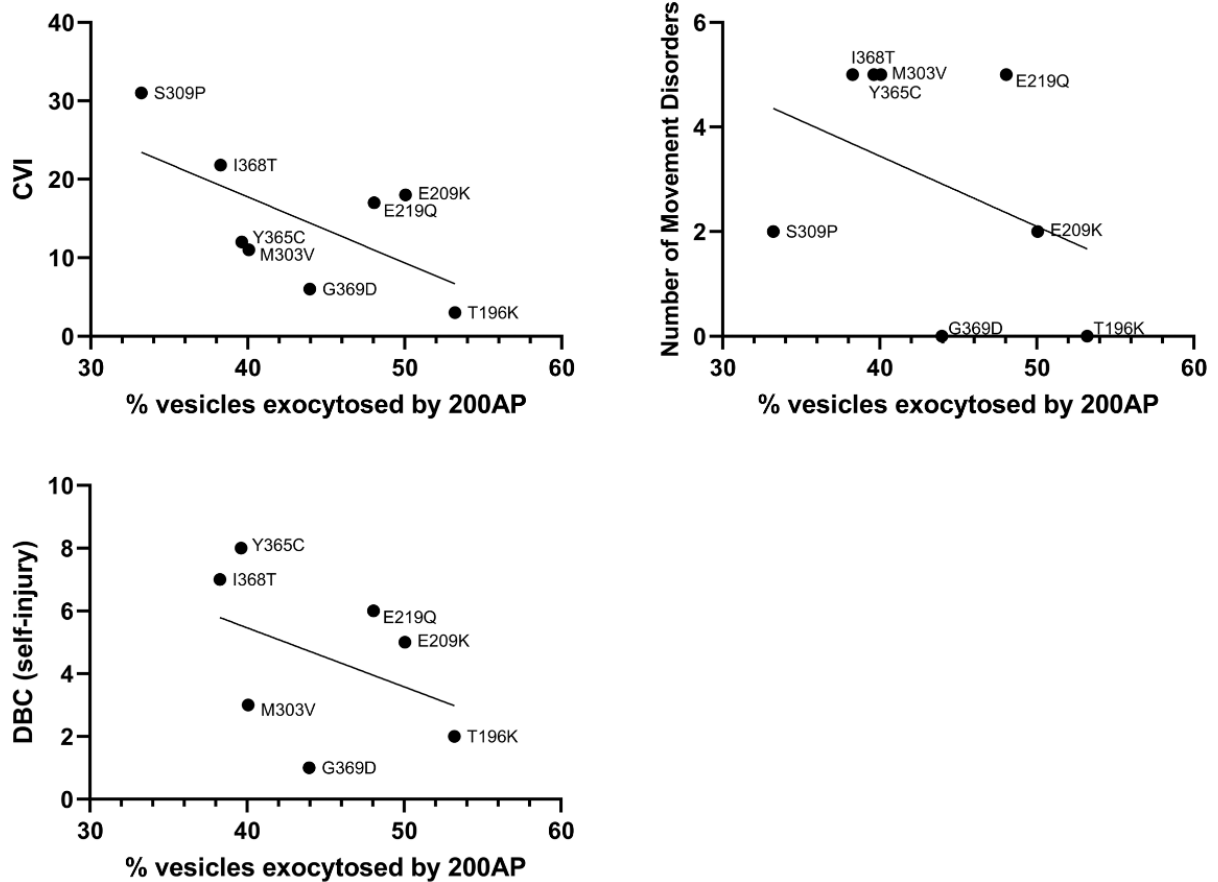 40
30
20
10
0
CVI
S309P
I368T
E209K
E219Q
Y365C
M303V
G369D
T196K
30 40 50 60
% vesicles exocytosed by 200AP
6
4
2
0
Number of Movement Disorders
I368T
M303V
Y365C
E219Q
S309P
E209K
G369D
T196K
30 40 50 60
% vesicles exocytosed by 200AP
10
8
6
4
2
0
DBC (self-injury)
Y365C
I368T
E219Q
E209K
M303V
T196K
G369D
30 40 50 60
% vesicles exocytosed by 200AP